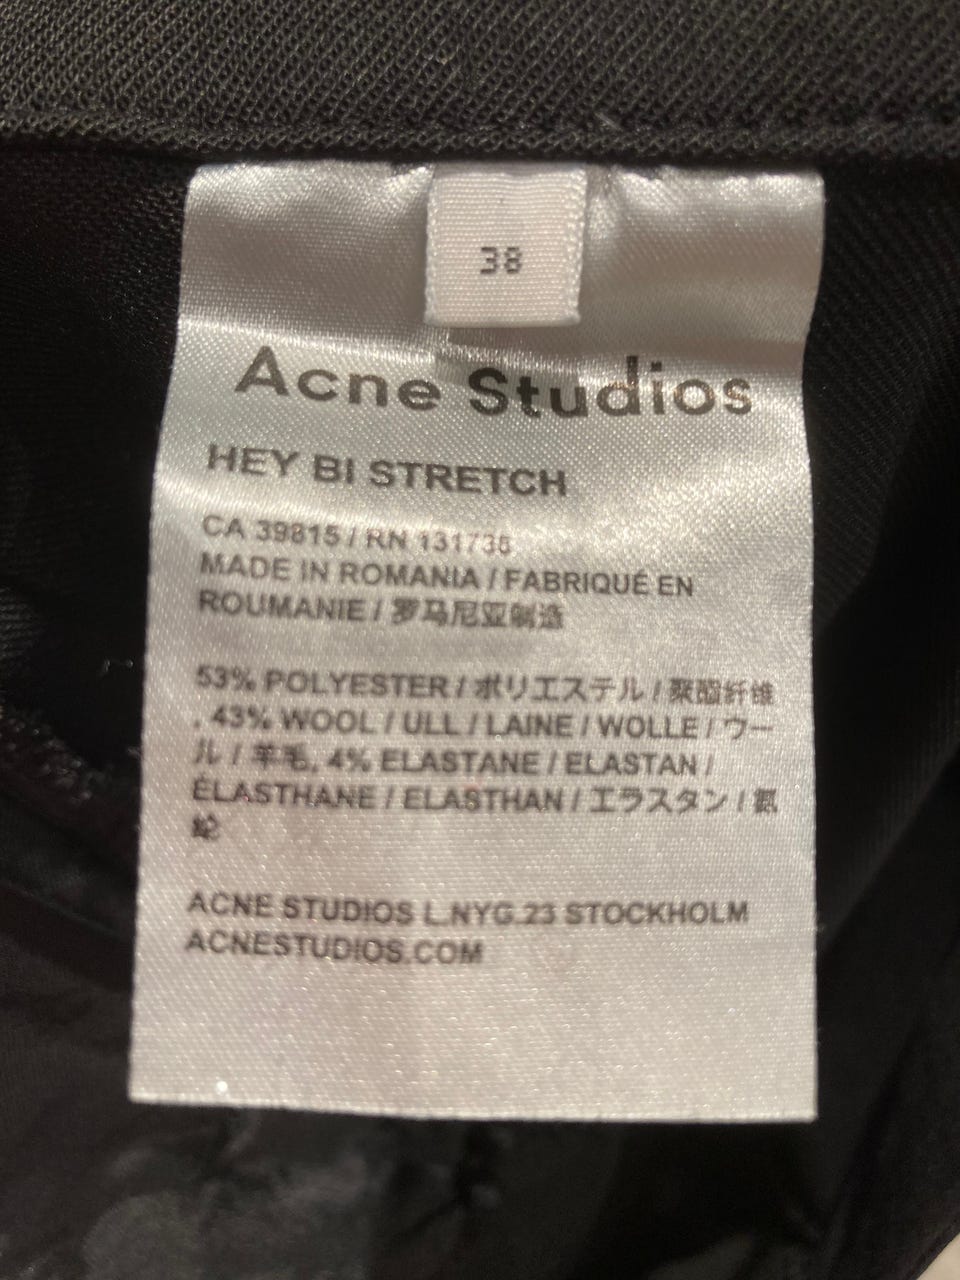 38
Acne Studios
HEY BI STRETCH
CA 39815 / RN 131735
MADE IN ROMANIA / FABRIQUÉ EN
ROUMANIE / 罗马尼亚制造
53% POLYESTER / ポリエステル / 聚酯纤维
, 43% WOOL / ULL / LAINE / WOLLE / ウー
ル / 羊毛, 4% ELASTANE / ELASTAN /
ÉLASTHANE / ELASTHAN / エラスタン / 氨
纶
ACNE STUDIOS L.NYG.23 STOCKHOLM
ACNESTUDIOS.COM